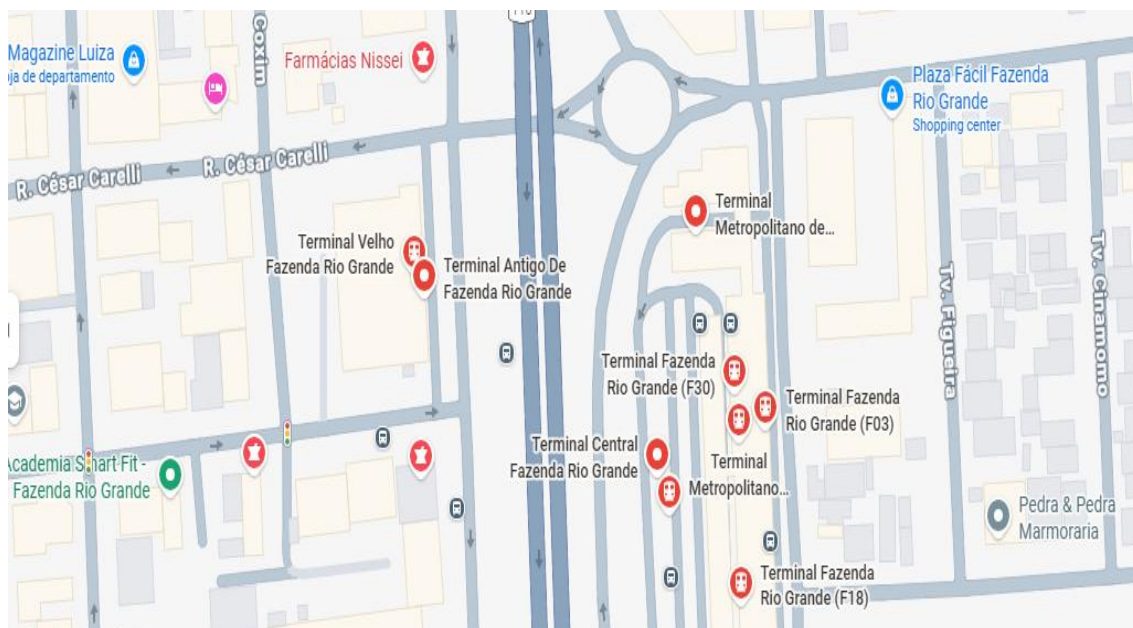 116
Magazine Luiza
oja de departamento
Coxim
Farmácias Nissei
Plaza Fácil Fazenda
Rio Grande
Shopping center
R. César Carelli
R. César Carelli
Terminal
Metropolitano de...
Terminal Velho
Fazenda Rio Grande
Terminal Antigo De
Fazenda Rio Grande
Tv. Figueira
Tv. Cinamomo
Terminal Fazenda
Rio Grande (F30)
Terminal Fazenda
Rio Grande (F03)
Terminal Central
Fazenda Rio Grande
Terminal
Metropolitano...
Academia Smart Fit -
Fazenda Rio Grande
Pedra & Pedra
Marmoraria
Terminal Fazenda
Rio Grande (F18)